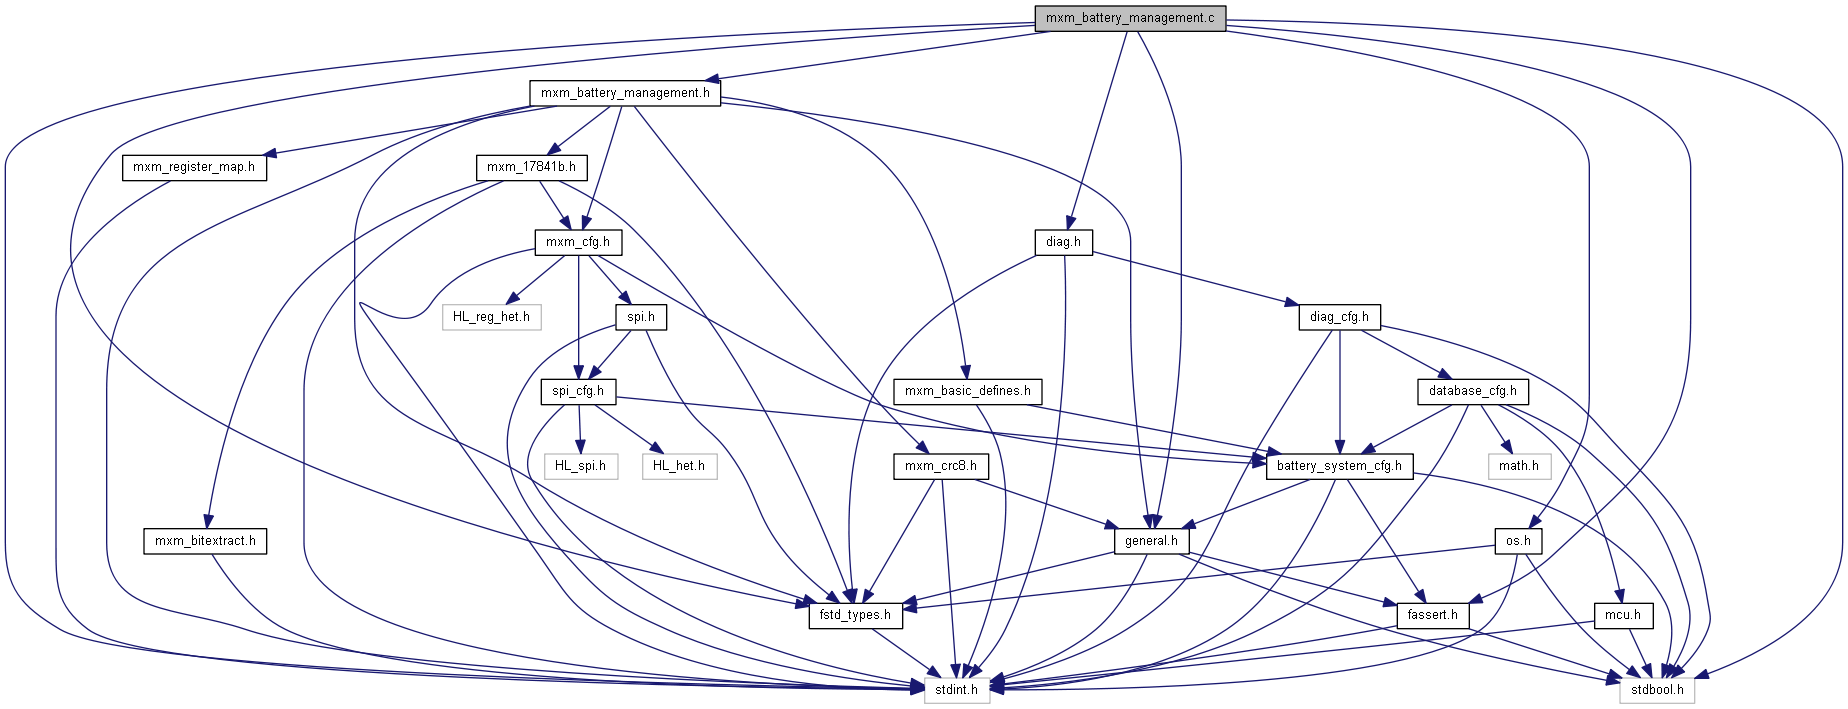 mxm_battery_management.c
mxm_battery_management.h
mxm_register_map.h
mxm_17841b.h
mxm_cfg.h
diag.h
HL_reg_het.h
spi.h
diag_cfg.h
spi_cfg.h
mxm_basic_defines.h
database_cfg.h
HL_spi.h
HL_het.h
mxm_crc8.h
battery_system_cfg.h
math.h
mxm_bitextract.h
general.h
os.h
fstd_types.h
fassert.h
mcu.h
stdint.h
stdbool.h